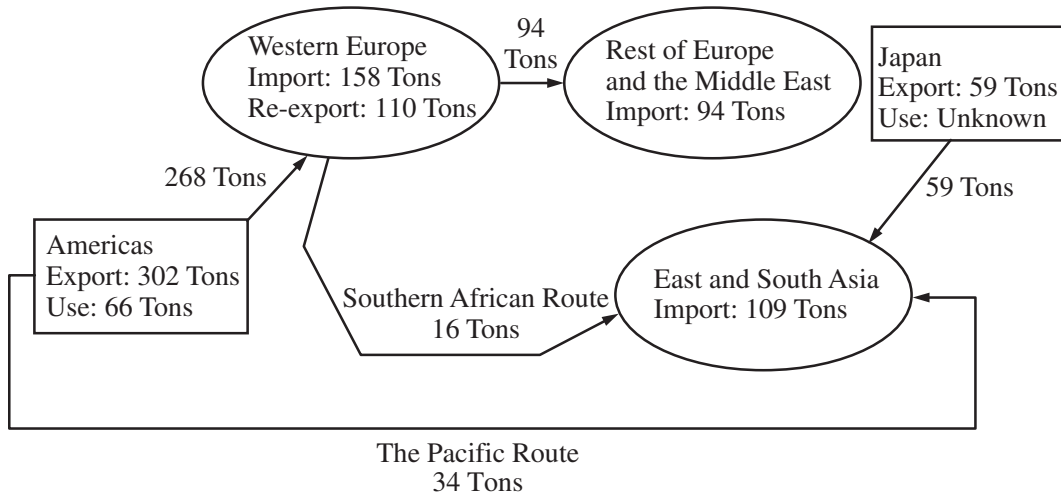 Western Europe
Import: 158 Tons
Re-export: 110 Tons
94
Tons
Rest of Europe
and the Middle East
Import: 94 Tons
Japan
Export: 59 Tons
Use: Unknown
268 Tons
59 Tons
Americas
Export: 302 Tons
Use: 66 Tons
Southern African Route
16 Tons
East and South Asia
Import: 109 Tons
The Pacific Route
34 Tons